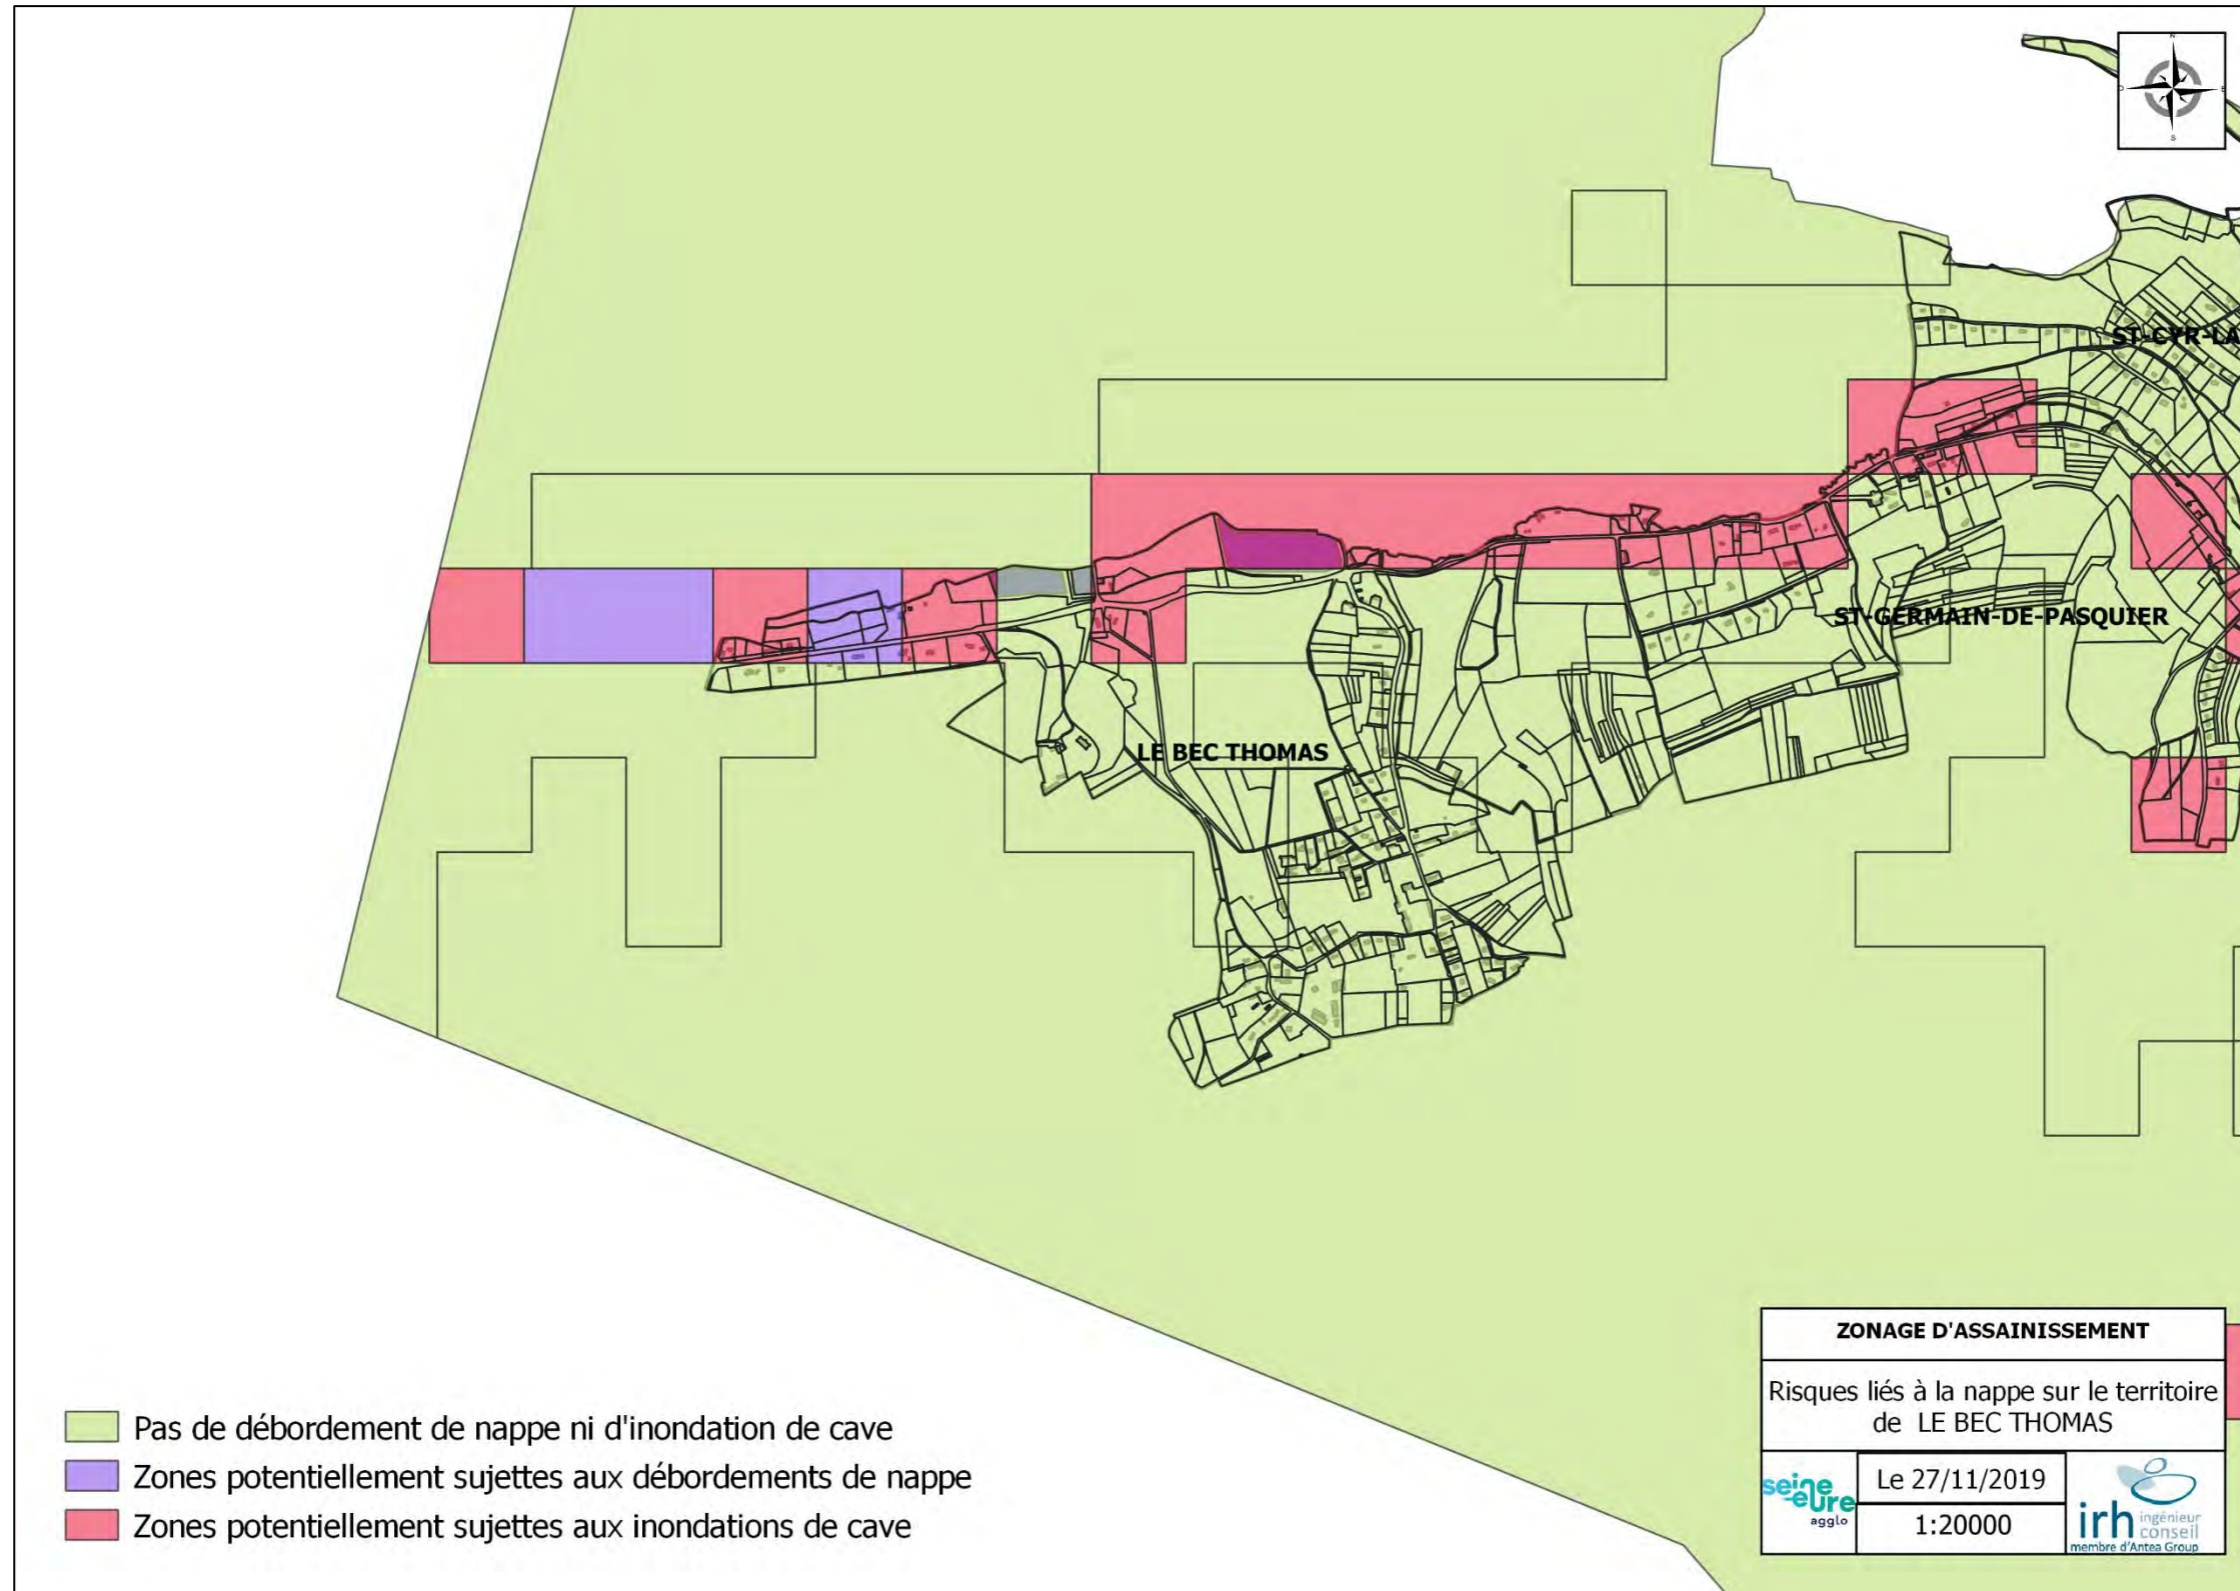 N
O
E
S
ST-CYR-LA
ST-GERMAIN-DE-PASQUIER
LE BEC THOMAS
Pas de débordement de nappe ni d'inondation de cave
Zones potentiellement sujettes aux débordements de nappe
Zones potentiellement sujettes aux inondations de cave
ZONAGE D'ASSAINISSEMENT
Risques liés à la nappe sur le territoire
de LE BEC THOMAS
seine
eure
agglo
Le 27/11/2019
1:20000
irh ingénieur
conseil
membre d'Antea Group